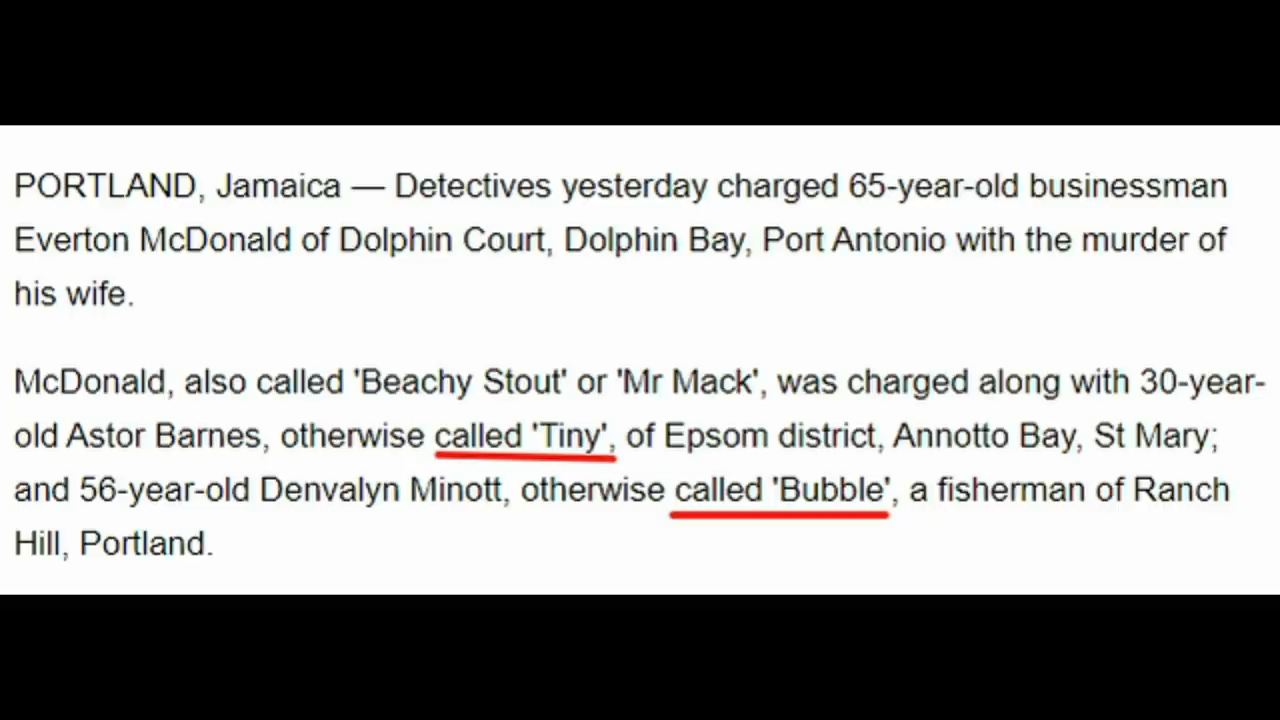 PORTLAND, Jamaica — Detectives yesterday charged 65-year-old businessman
Everton McDonald of Dolphin Court, Dolphin Bay, Port Antonio with the murder of
his wife.
McDonald, also called 'Beachy Stout' or 'Mr Mack', was charged along with 30-year-
old Astor Barnes, otherwise called 'Tiny', of Epsom district, Annotto Bay, St Mary;
and 56-year-old Denvalyn Minott, otherwise called 'Bubble', a fisherman of Ranch
Hill, Portland.